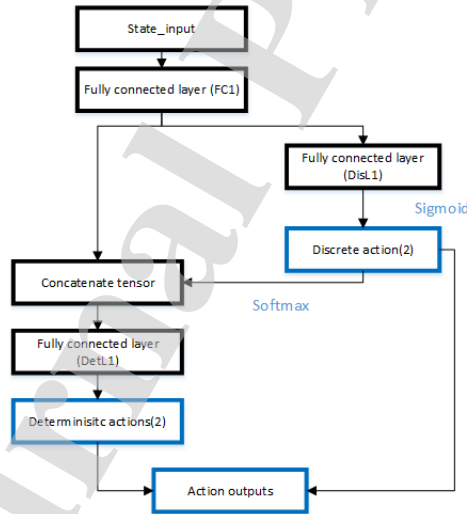 State_input
Fully connected layer (FC1)
Fully connected layer
(DisL1)
Sigmoid
Discrete action(2)
Concatenate tensor
Softmax
Fully connected layer
(DetL1)
Determinisitc actions(2)
Action outputs